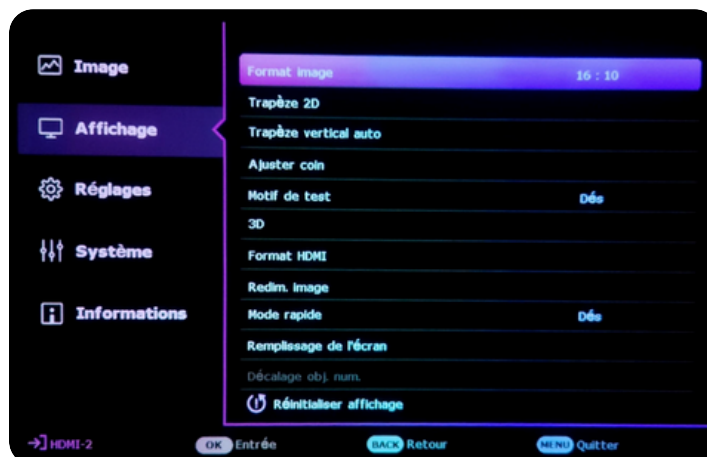 Image
Affichage
Réglages
Système
Informations
Format image 16 : 10
Trapèze 2D
Trapèze vertical auto
Ajuster coin
Motif de test Dés
3D
Format HDMI
Redim. image
Mode rapide Dés
Remplissage de l'écran
Décalage obj. num.
Réinitialiser affichage
HDMI-2 OK Entrée BACK Retour MENU Quitter